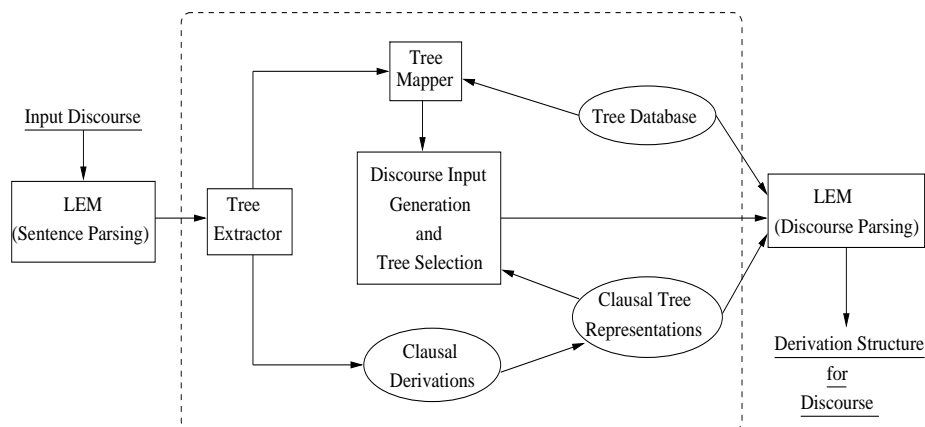 Input Discourse
LEM
(Sentence Parsing)
Tree
Extractor
Tree
Mapper
Discourse Input
Generation
and
Tree Selection
Clausal
Derivations
Tree Database
Clausal Tree
Representations
LEM
(Discourse Parsing)
Derivation Structure
for
Discourse